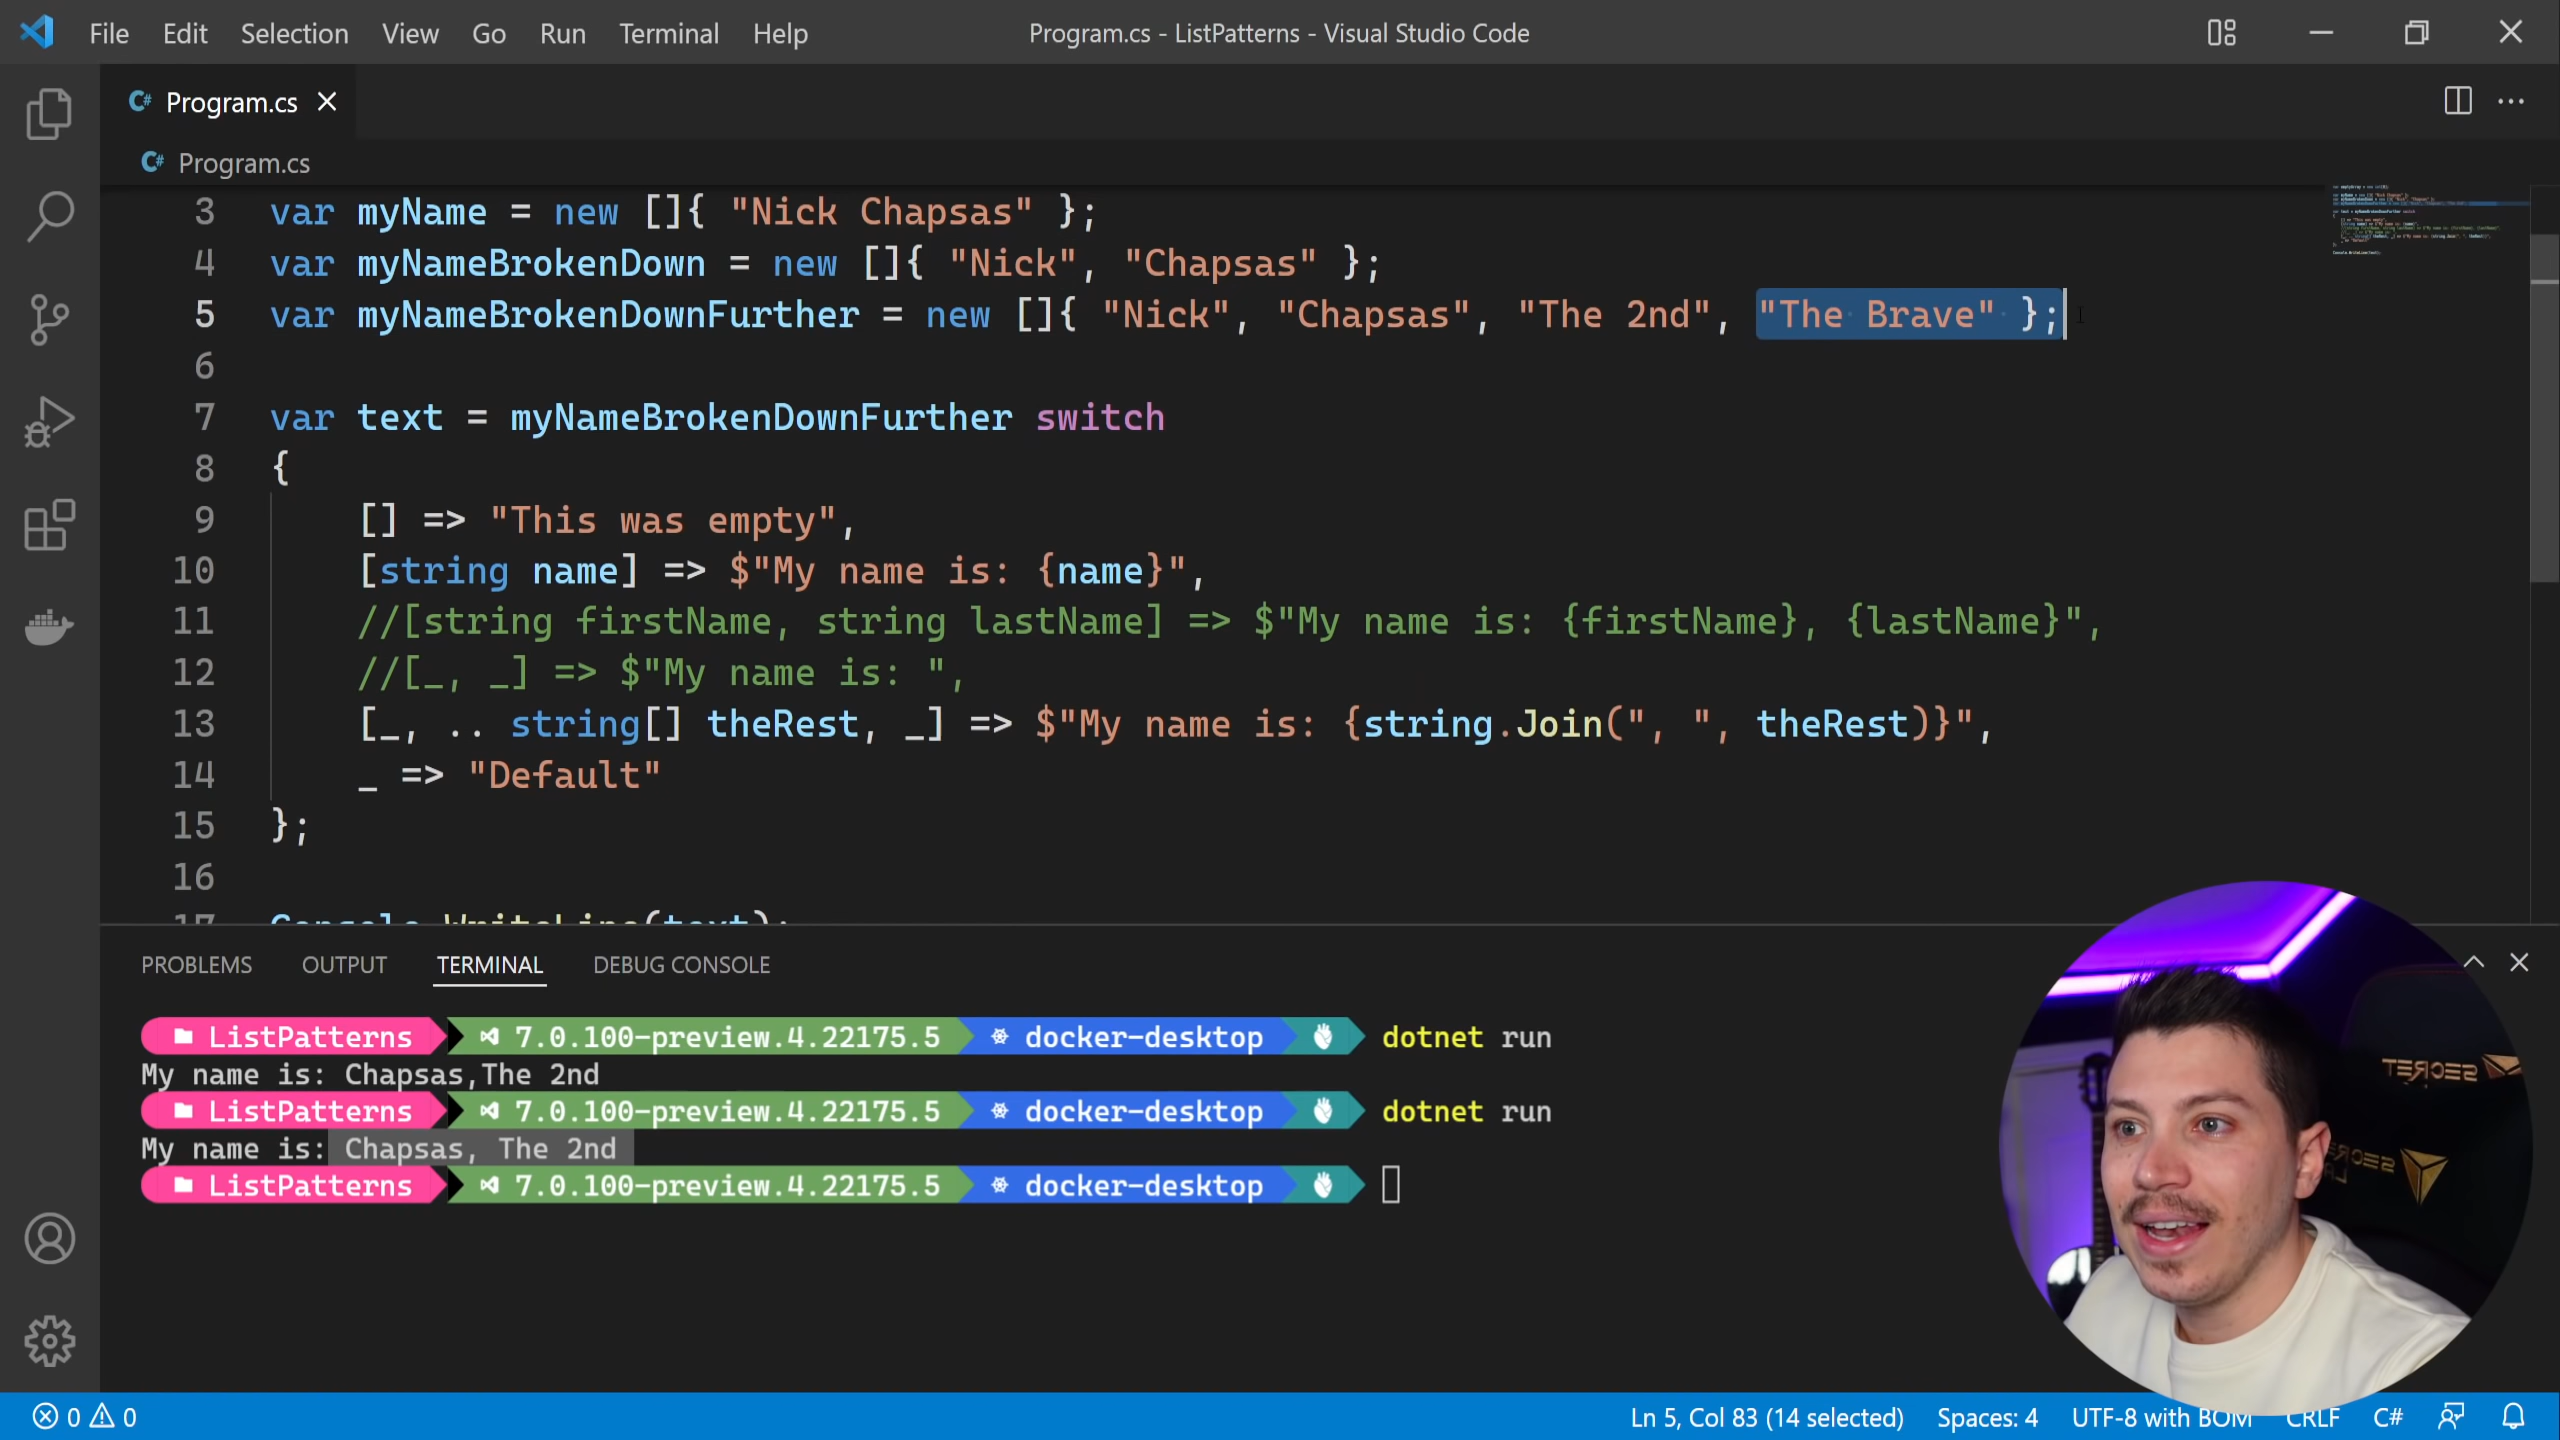 File Edit Selection View Go Run Terminal Help Program.cs - ListPatterns - Visual Studio Code
C# Program.cs
C# Program.cs
3 var myName = new []{ "Nick Chapsas" };
4 var myNameBrokenDown = new []{ "Nick", "Chapsas" };
5 var myNameBrokenDownFurther = new []{ "Nick", "Chapsas", "The 2nd", "The Brave" };
6
7 var text = myNameBrokenDownFurther switch
8 {
9 [] => "This was empty",
10 [string name] => $"My name is: {name}",
11 //[string firstName, string lastName] => $"My name is: {firstName}, {lastName}",
12 //[_, _] => $"My name is: ",
13 [_, .. string[] theRest, _] => $"My name is: {string.Join(", ", theRest)}",
14 _ => "Default"
15 };
16
17 Console.WriteLine(text);
PROBLEMS OUTPUT TERMINAL DEBUG CONSOLE
ListPatterns 7.0.100-preview.4.22175.5 docker-desktop dotnet run
My name is: Chapsas,The 2nd
ListPatterns 7.0.100-preview.4.22175.5 docker-desktop dotnet run
My name is: Chapsas, The 2nd
ListPatterns 7.0.100-preview.4.22175.5 docker-desktop
SECRET
SECRET
0 0 Ln 5, Col 83 (14 selected) Spaces: 4 UTF-8 with BOM CRLF C#